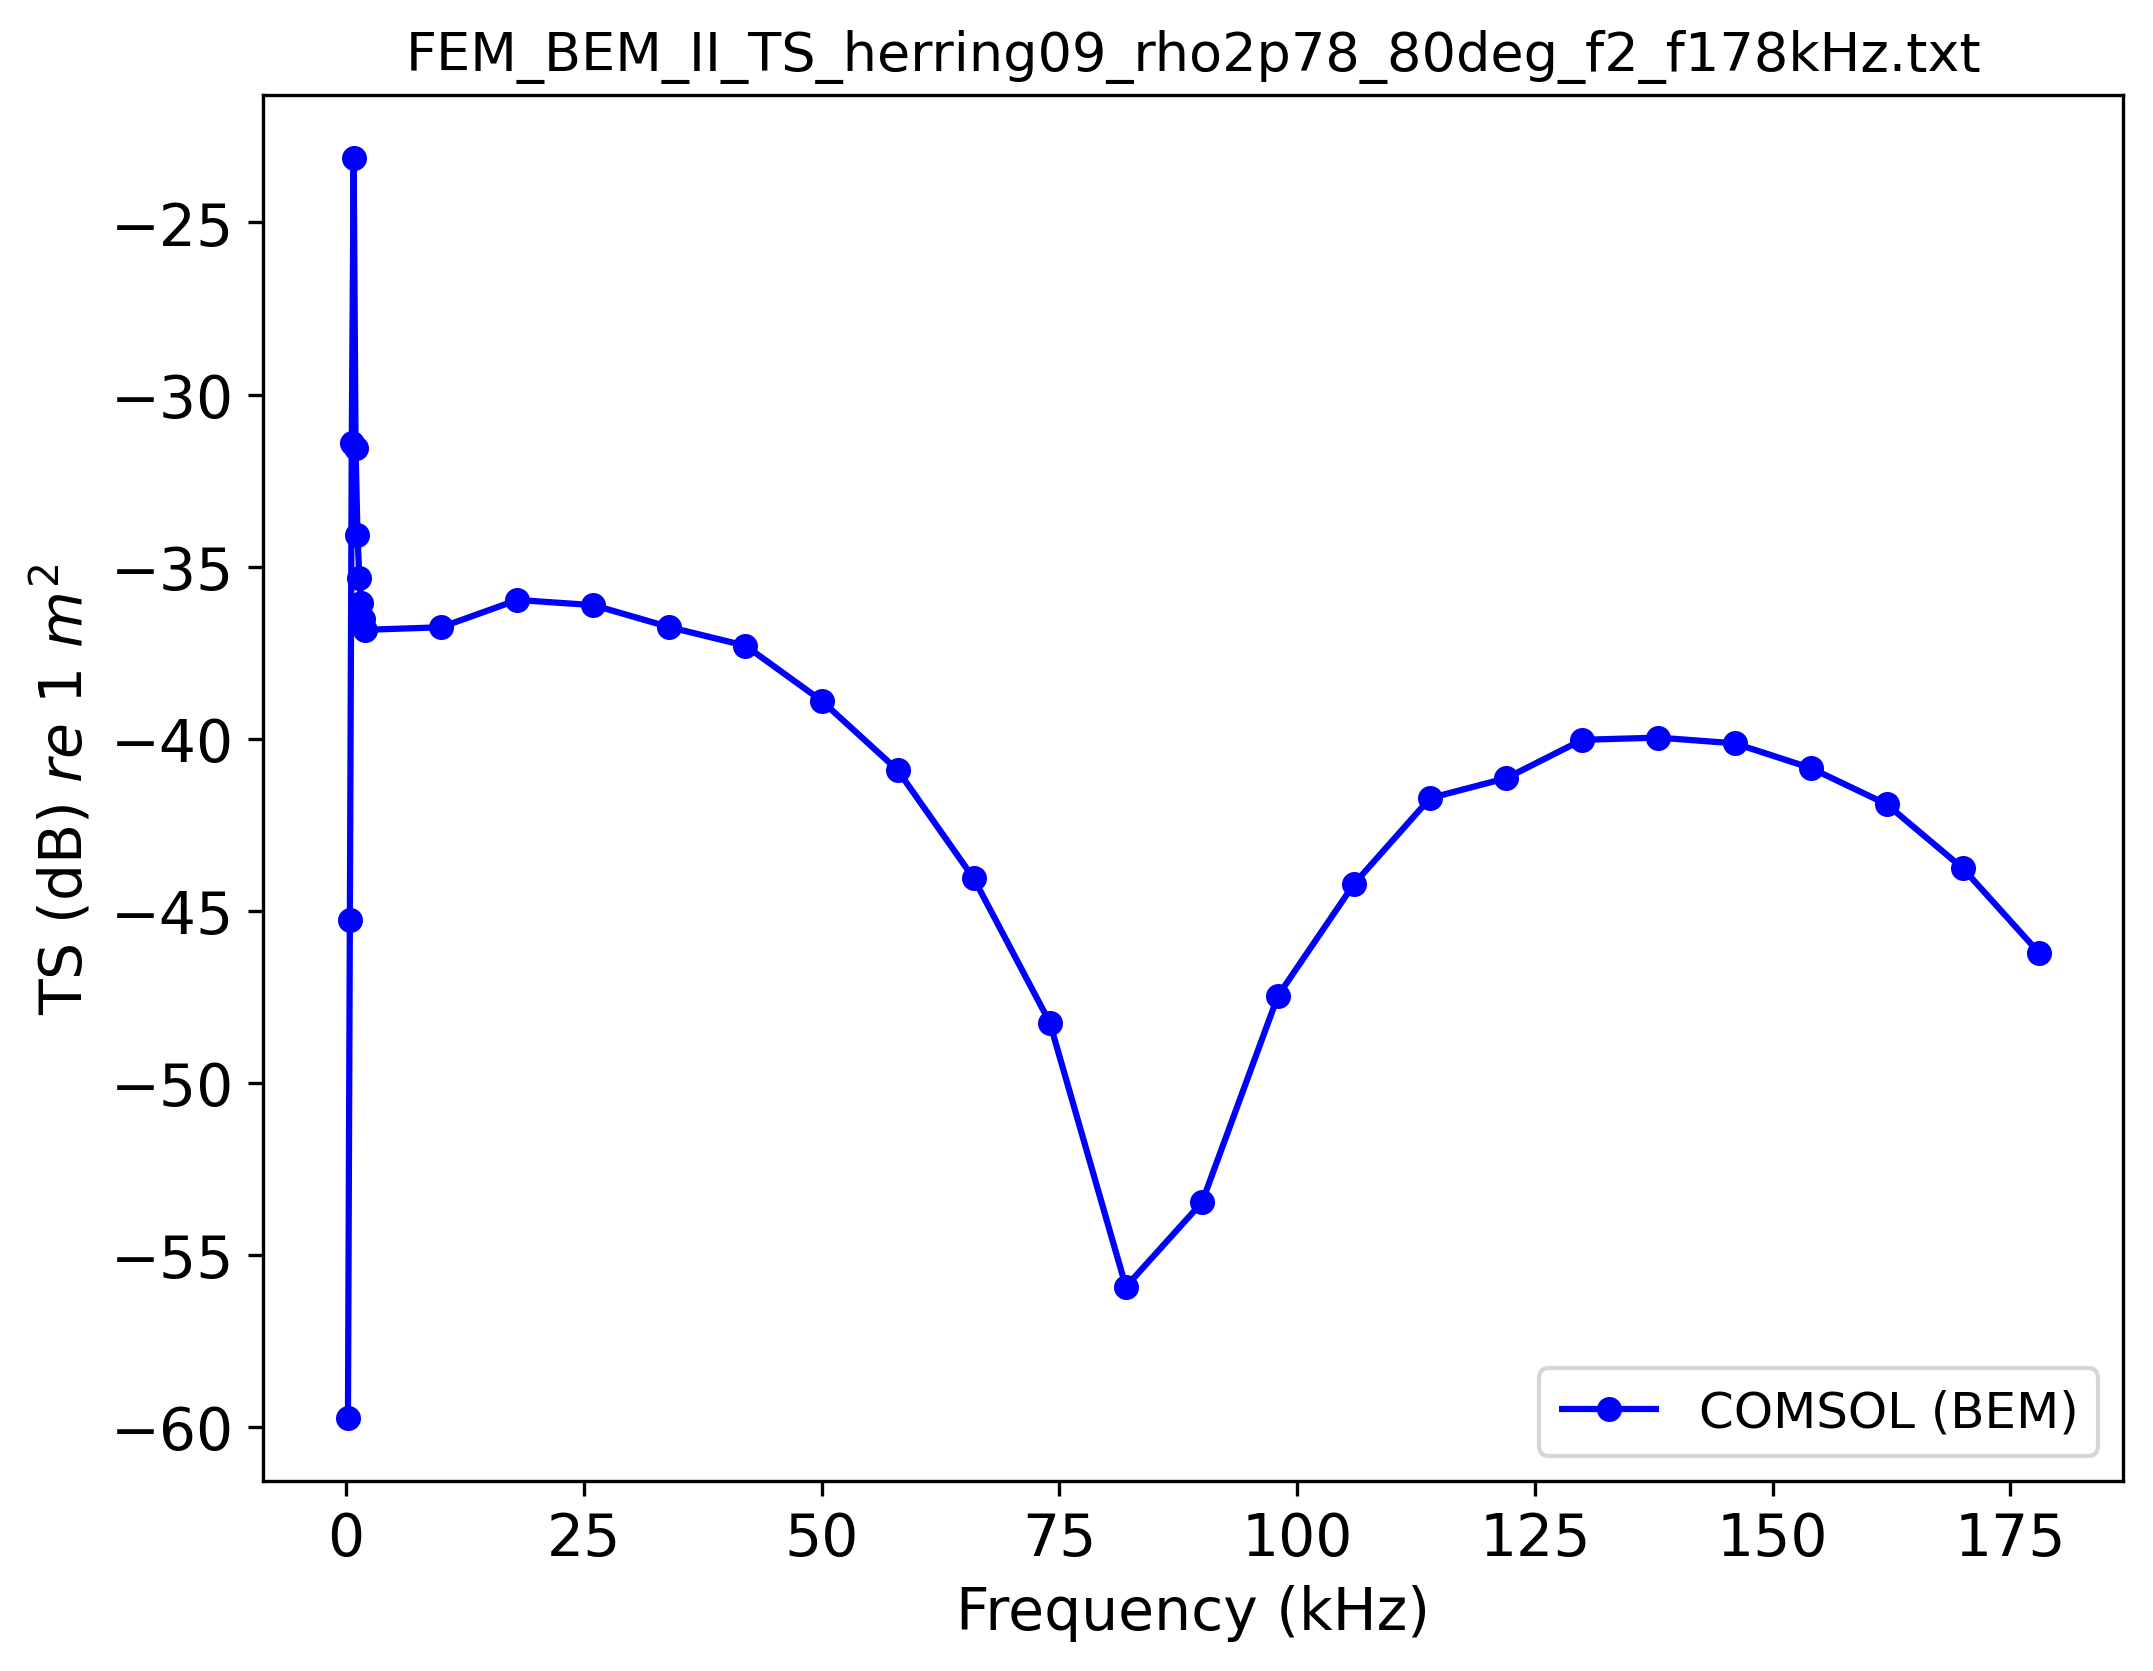 FEM_BEM_II_TS_herring09_rho2p78_80deg_f2_f178kHz.txt
TS (dB) re 1 m²
−25
−30
−35
−40
−45
−50
−55
−60
COMSOL (BEM)
0 25 50 75 100 125 150 175
Frequency (kHz)